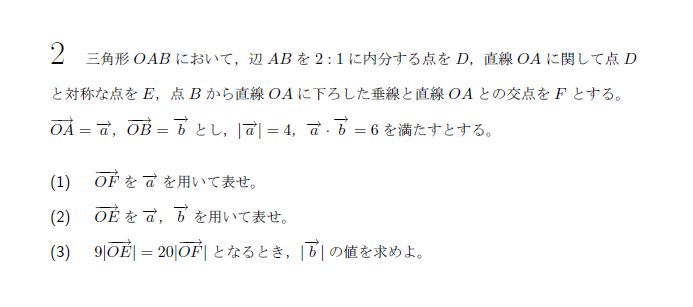 2 三角形 OAB において，辺 AB を 2 : 1 に内分する点を D，直線 OA に関して点 D
と対称な点を E，点 B から直線 OA に下ろした垂線と直線 OA との交点を F とする。
$\overrightarrow{OA} = \overrightarrow{a}$，$\overrightarrow{OB} = \overrightarrow{b}$ とし，$|\overrightarrow{a}| = 4$，$\overrightarrow{a} \cdot \overrightarrow{b} = 6$ を満たすとする。
(1) $\overrightarrow{OF}$ を $\overrightarrow{a}$ を用いて表せ。
(2) $\overrightarrow{OE}$ を $\overrightarrow{a}$，$\overrightarrow{b}$ を用いて表せ。
(3) $9|\overrightarrow{OE}| = 20|\overrightarrow{OF}|$ となるとき，$|\overrightarrow{b}|$ の値を求めよ。